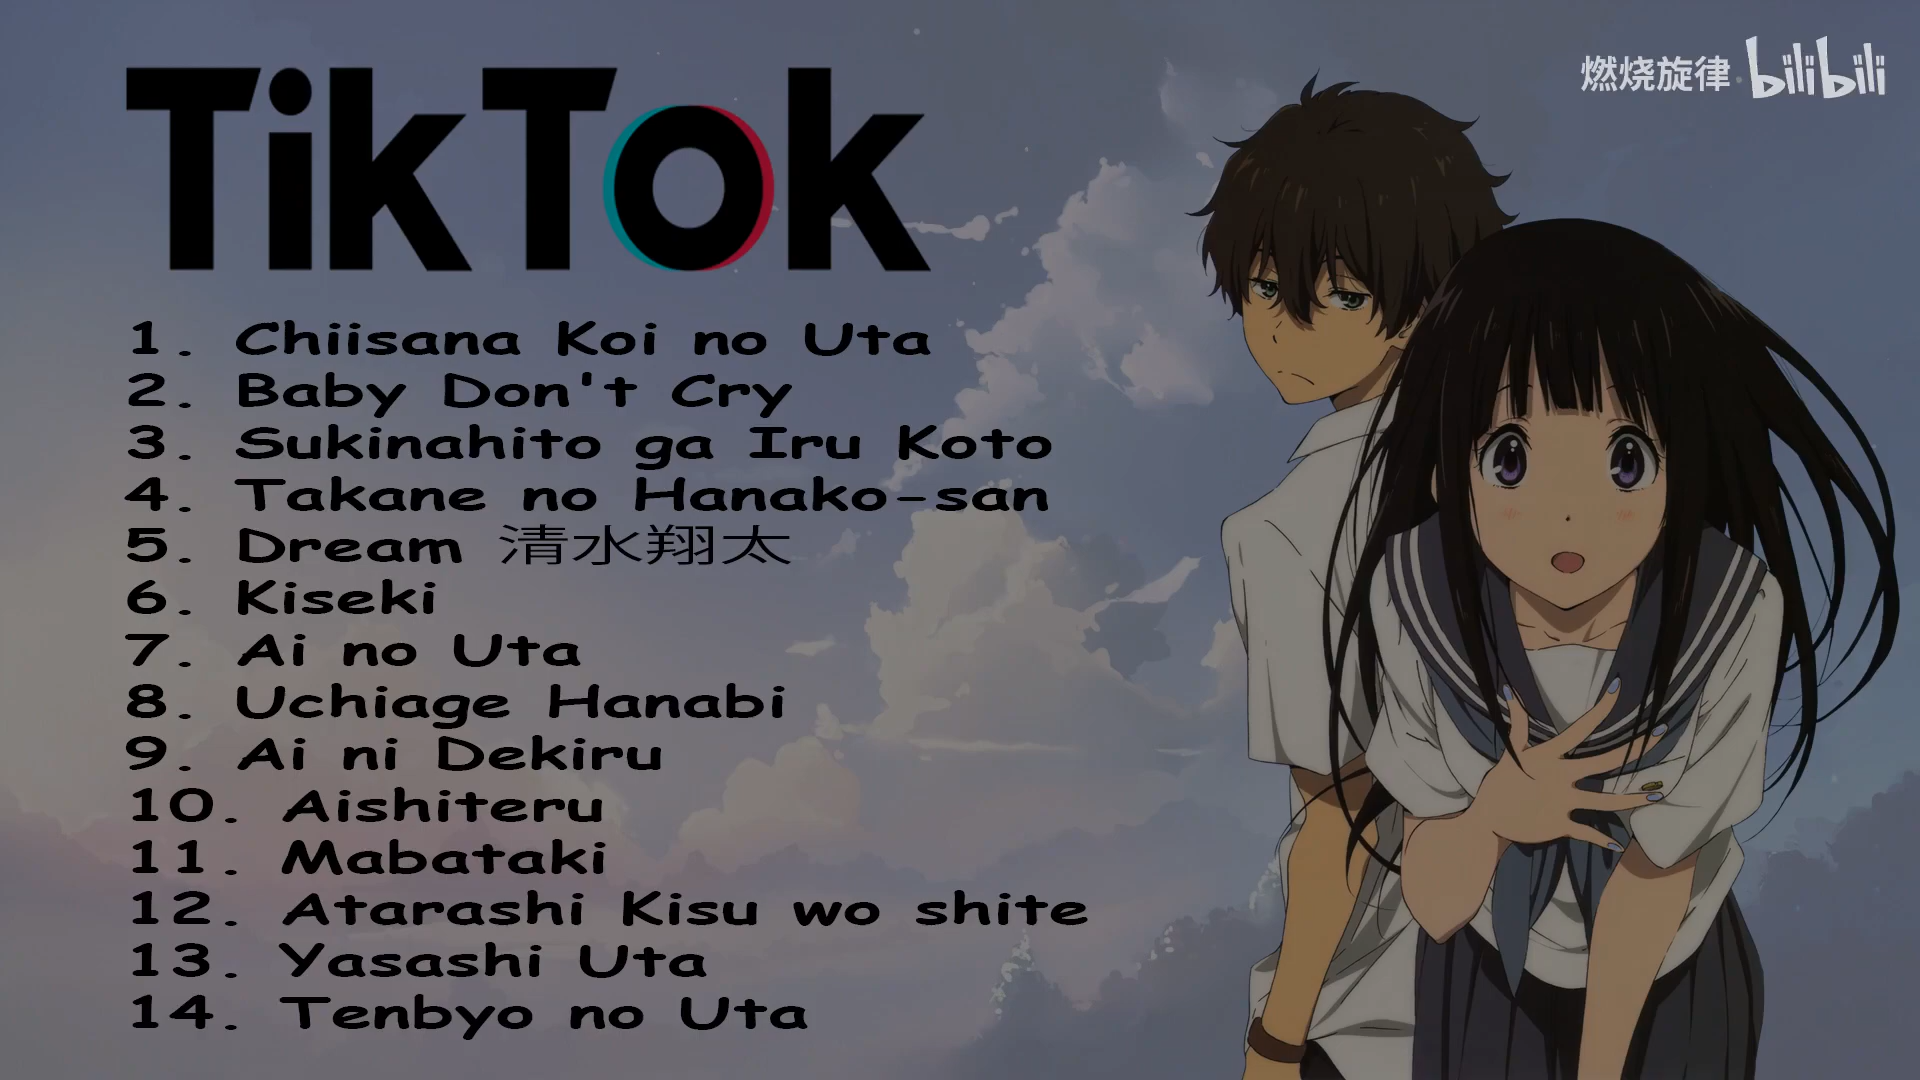 TikTok
燃烧旋律 bilibili
1. Chiisana Koi no Uta
2. Baby Don't Cry
3. Sukinahito ga Iru Koto
4. Takane no Hanako-san
5. Dream 清水翔太
6. Kiseki
7. Ai no Uta
8. Uchiage Hanabi
9. Ai ni Dekiru
10. Aishiteru
11. Mabataki
12. Atarashi Kisu wo shite
13. Yasashi Uta
14. Tenbyo no Uta